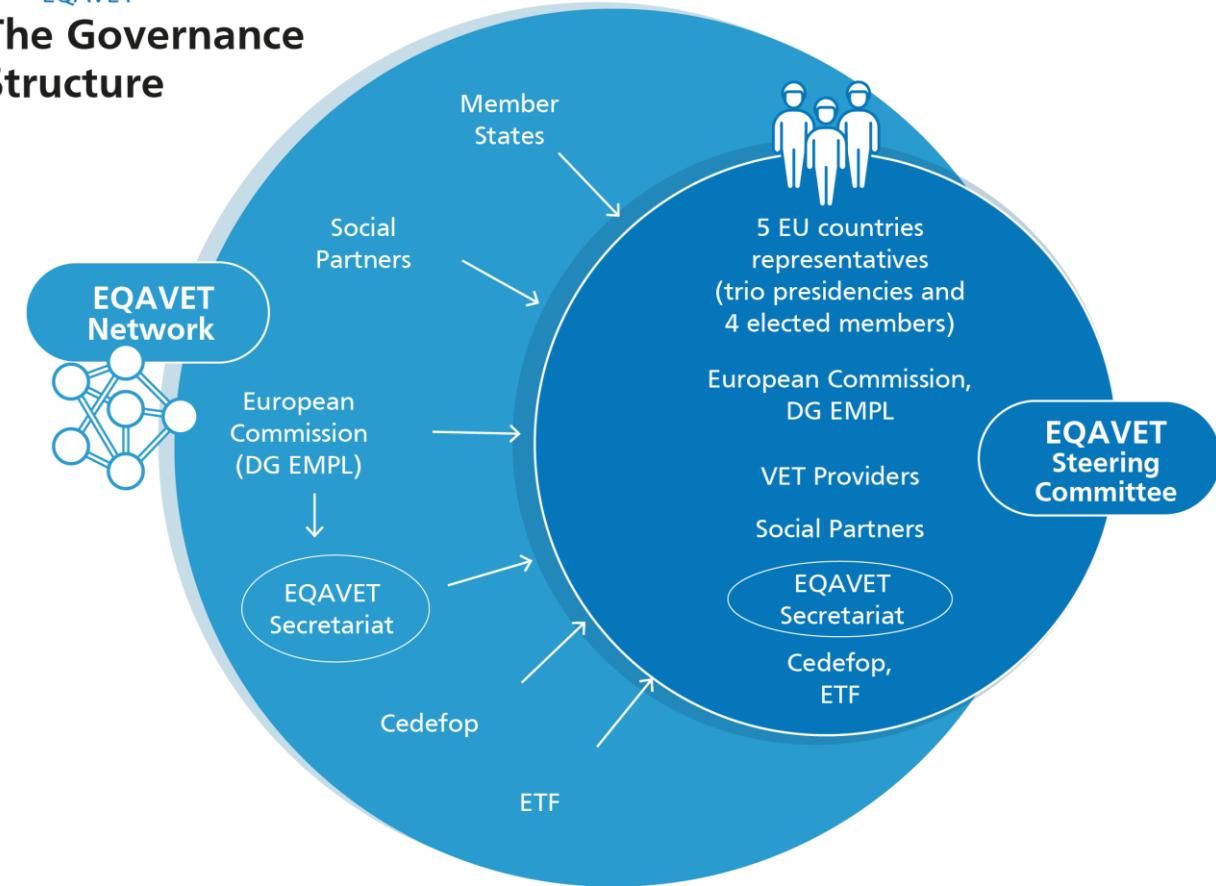 EQAVET
The Governance
Structure
Member
States
Social
Partners
EQAVET
Network
European
Commission
(DG EMPL)
EQAVET
Secretariat
Cedefop
ETF
5 EU countries
representatives
(trio presidencies and
4 elected members)
European Commission,
DG EMPL
VET Providers
Social Partners
EQAVET
Secretariat
Cedefop,
ETF
EQAVET
Steering
Committee